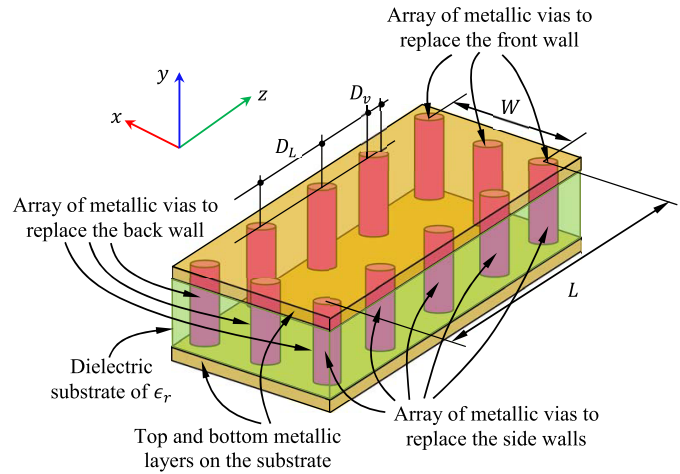 Array of metallic vias to
replace the front wall
y
z
x
D_v
W
D_L
Array of metallic vias to
replace the back wall
L
Dielectric
substrate of ϵ_r
Top and bottom metallic
layers on the substrate
Array of metallic vias to
replace the side walls